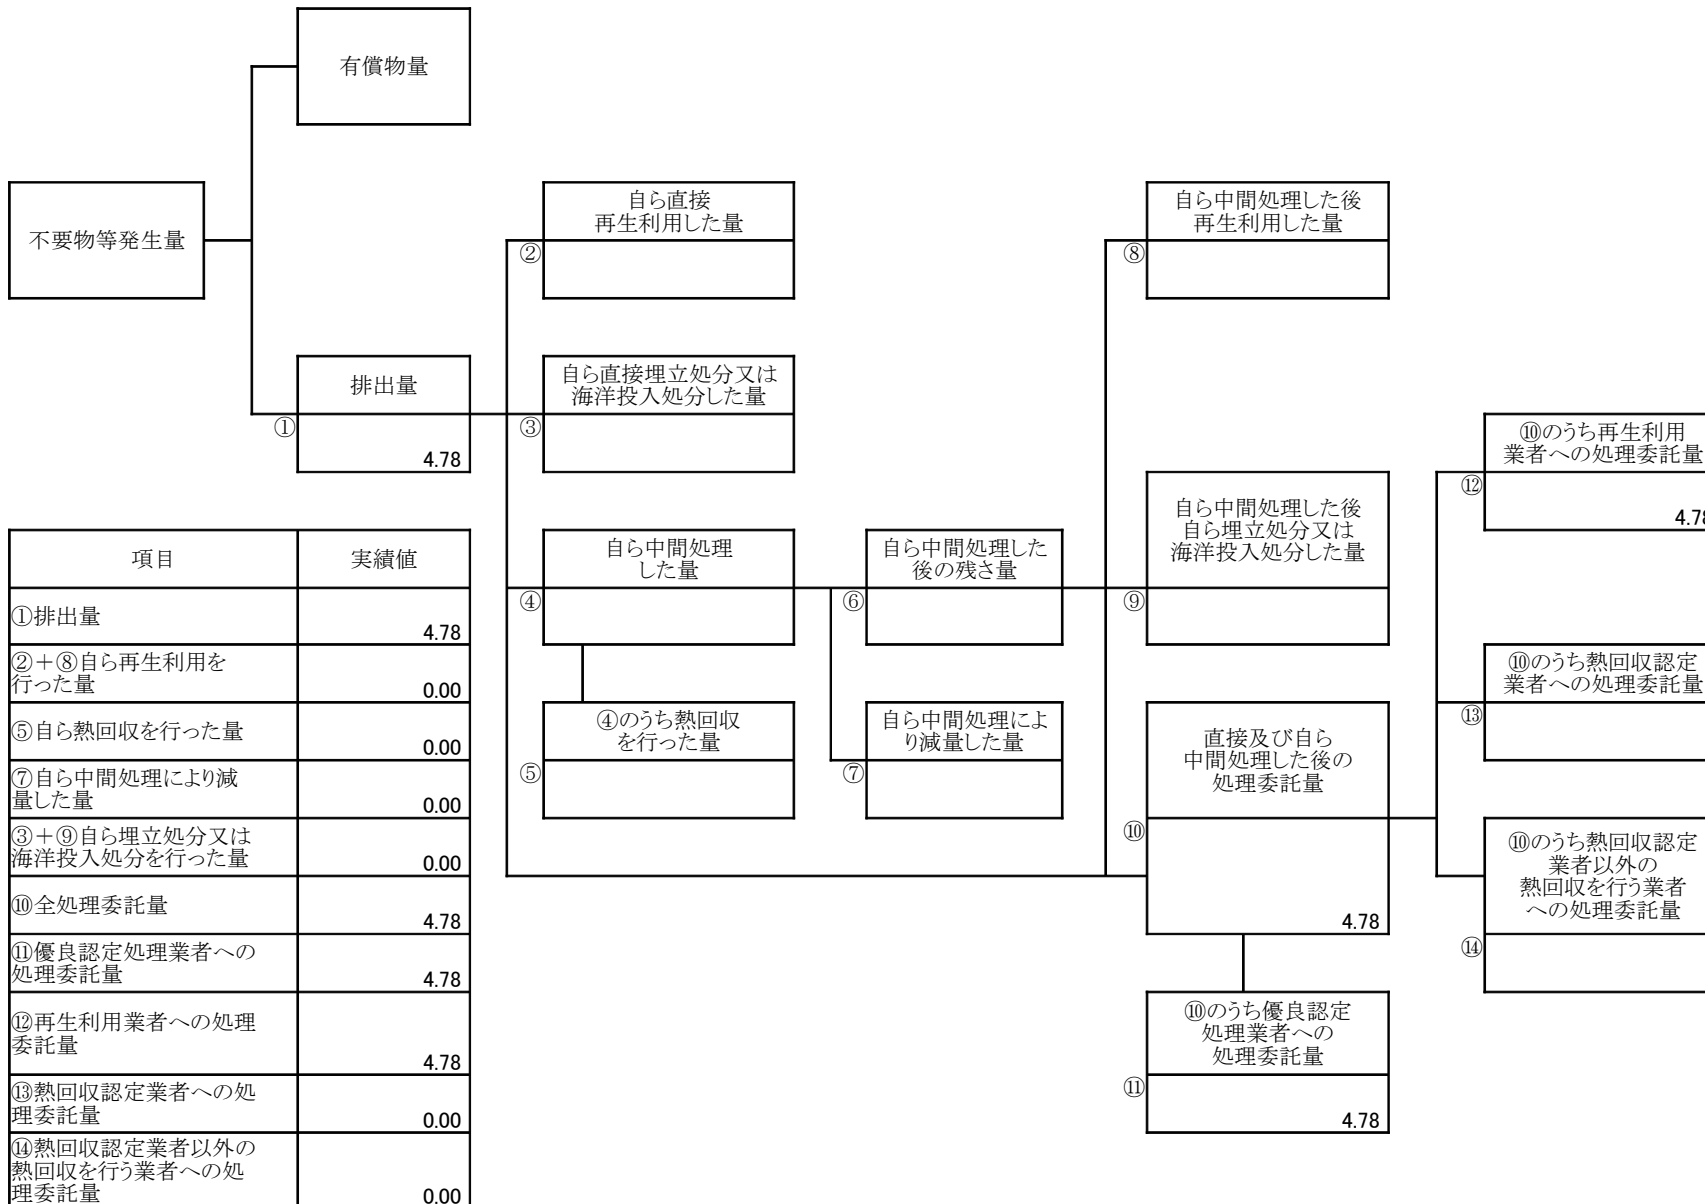 有償物量
不要物等発生量
自ら直接
再生利用した量
②
自ら中間処理した後
再生利用した量
⑧
排出量
①
4.78
自ら直接埋立処分又は
海洋投入処分した量
③
⑩のうち再生利用
業者への処理委託量
⑫
4.78
自ら中間処理
した量
④
自ら中間処理した
後の残さ量
⑥
自ら中間処理した後
自ら埋立処分又は
海洋投入処分した量
⑨
⑩のうち熱回収認定
業者への処理委託量
⑬
④のうち熱回収
を行った量
⑤
自ら中間処理によ
り減量した量
⑦
直接及び自ら
中間処理した後の
処理委託量
⑩
4.78
⑩のうち熱回収認定
業者以外の
熱回収を行う業者
への処理委託量
⑭
⑩のうち優良認定
処理業者への
処理委託量
⑪
4.78
項目 実績値
①排出量
4.78
②+⑧自ら再生利用を
行った量
0.00
⑤自ら熱回収を行った量
0.00
⑦自ら中間処理により減
量した量
0.00
③+⑨自ら埋立処分又は
海洋投入処分を行った量
0.00
⑩全処理委託量
4.78
⑪優良認定処理業者への
処理委託量
4.78
⑫再生利用業者への処理
委託量
4.78
⑬熱回収認定業者への処
理委託量
0.00
⑭熱回収認定業者以外の
熱回収を行う業者への処
理委託量
0.00